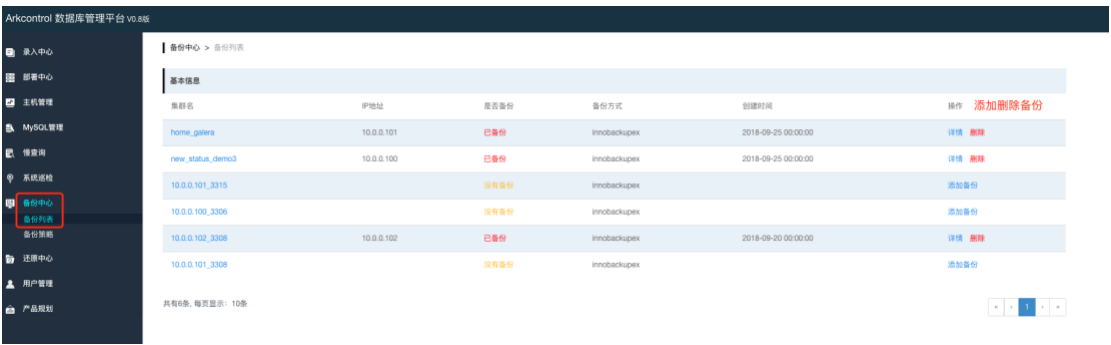 Arkcontrol 数据库管理平台 V0.8版
录入中心
部署中心
主机管理
MySQL管理
慢查询
系统巡检
备份中心
备份列表
备份策略
还原中心
用户管理
产品规划
备份中心 > 备份列表
基本信息
集群名 IP地址 是否备份 备份方式 创建时间 操作 添加删除备份
home_galera 10.0.0.101 已备份 innobackupex 2018-09-25 00:00:00 详情 删除
new_status_demo3 10.0.0.100 已备份 innobackupex 2018-09-25 00:00:00 详情 删除
10.0.0.101_3315 没有备份 innobackupex 添加备份
10.0.0.100_3306 没有备份 innobackupex 添加备份
10.0.0.102_3308 10.0.0.102 已备份 innobackupex 2018-09-20 00:00:00 详情 删除
10.0.0.101_3308 没有备份 innobackupex 添加备份
共有6条, 每页显示：10条
« ‹ 1 › »